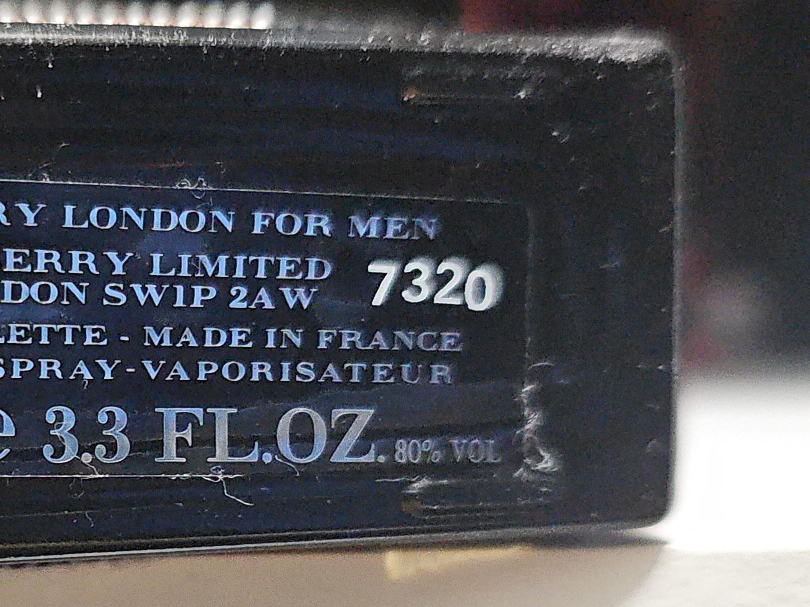 RY LONDON FOR MEN
ERRY LIMITED
DON SW1P 2AW 7320
LETTE - MADE IN FRANCE
SPRAY-VAPORISATEUR
e 3.3 FL.OZ. 80% VOL